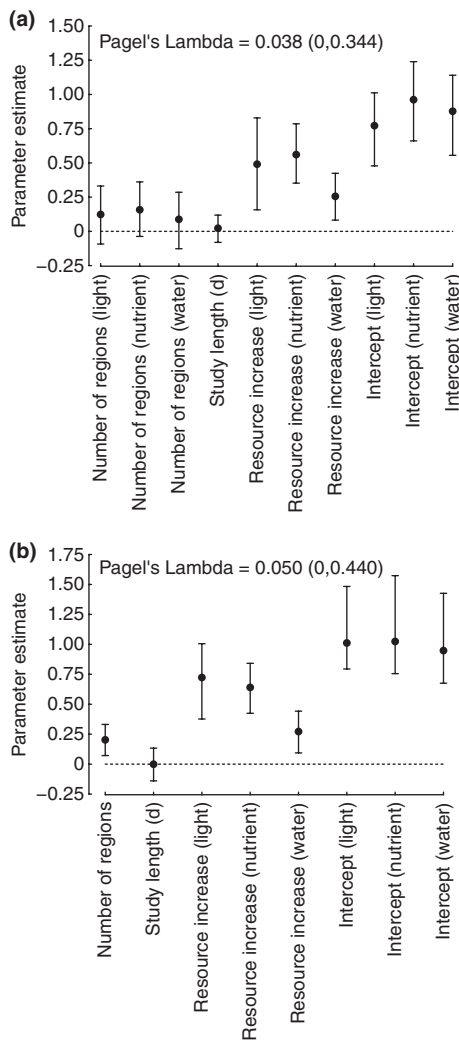 (a)
Pagel's Lambda = 0.038 (0,0.344)
Parameter estimate
1.50
1.25
1.00
0.75
0.50
0.25
0
−0.25
Number of regions (light)
Number of regions (nutrient)
Number of regions (water)
Study length (d)
Resource increase (light)
Resource increase (nutrient)
Resource increase (water)
Intercept (light)
Intercept (nutrient)
Intercept (water)
(b)
Pagel's Lambda = 0.050 (0,0.440)
Parameter estimate
1.75
1.50
1.25
1.00
0.75
0.50
0.25
0
−0.25
Number of regions
Study length (d)
Resource increase (light)
Resource increase (nutrient)
Resource increase (water)
Intercept (light)
Intercept (nutrient)
Intercept (water)